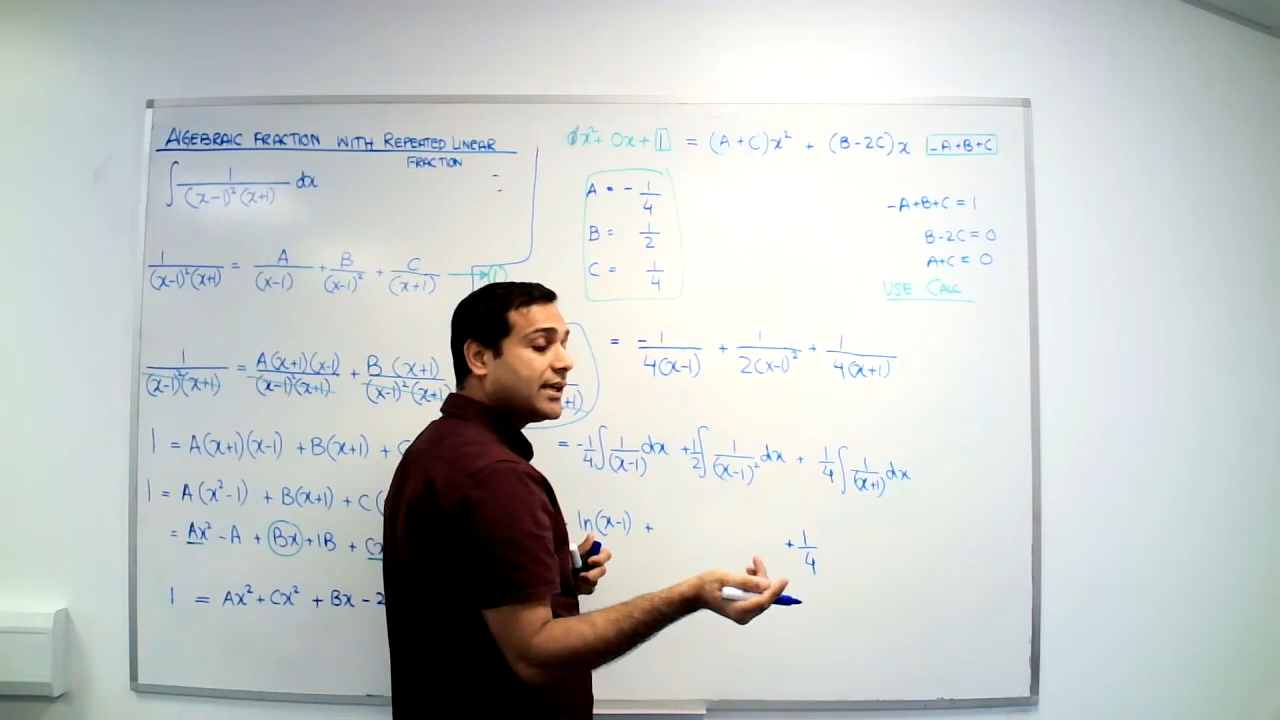 ALGEBRAIC FRACTION WITH REPEATED LINEAR
FRACTION
∫ 1/((x-1)²(x+1)) dx
1/((x-1)²(x+1)) = A/(x-1) + B/(x-1)² + C/(x+1) → (1)
1/((x-1)²(x+1)) = A(x+1)(x-1)/((x-1)²(x+1)) + B(x+1)/((x-1)²(x+1)
1 = A(x+1)(x-1) + B(x+1) +
1 = A(x²-1) + B(x+1) + C(
= Ax² - A + Bx + 1B +
1 = Ax² + Cx² + Bx - 2
0x² + 0x + 1 = (A+C)x² + (B-2C)x -A+B+C
A = -1/4
B = 1/2
C = 1/4
-A+B+C = 1
B-2C = 0
A+C = 0
USE CALC
= -1/4(x-1) + 1/2(x-1)² + 1/4(x+1)
= -1/4 ∫ 1/(x-1) dx + 1/2 ∫ 1/(x-1)² dx + 1/4 ∫ 1/(x+1) dx
ln(x-1) + + 1/4